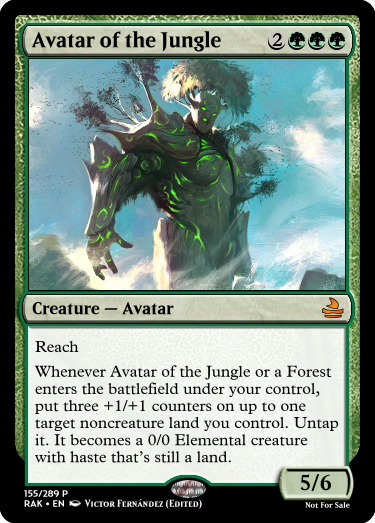 Avatar of the Jungle 2
Creature — Avatar
Reach
Whenever Avatar of the Jungle or a Forest
enters the battlefield under your control,
put three +1/+1 counters on up to one
target noncreature land you control. Untap
it. It becomes a 0/0 Elemental creature
with haste that's still a land.
5/6
155/289 P
RAK • EN Victor Fernández (Edited)
Not For Sale